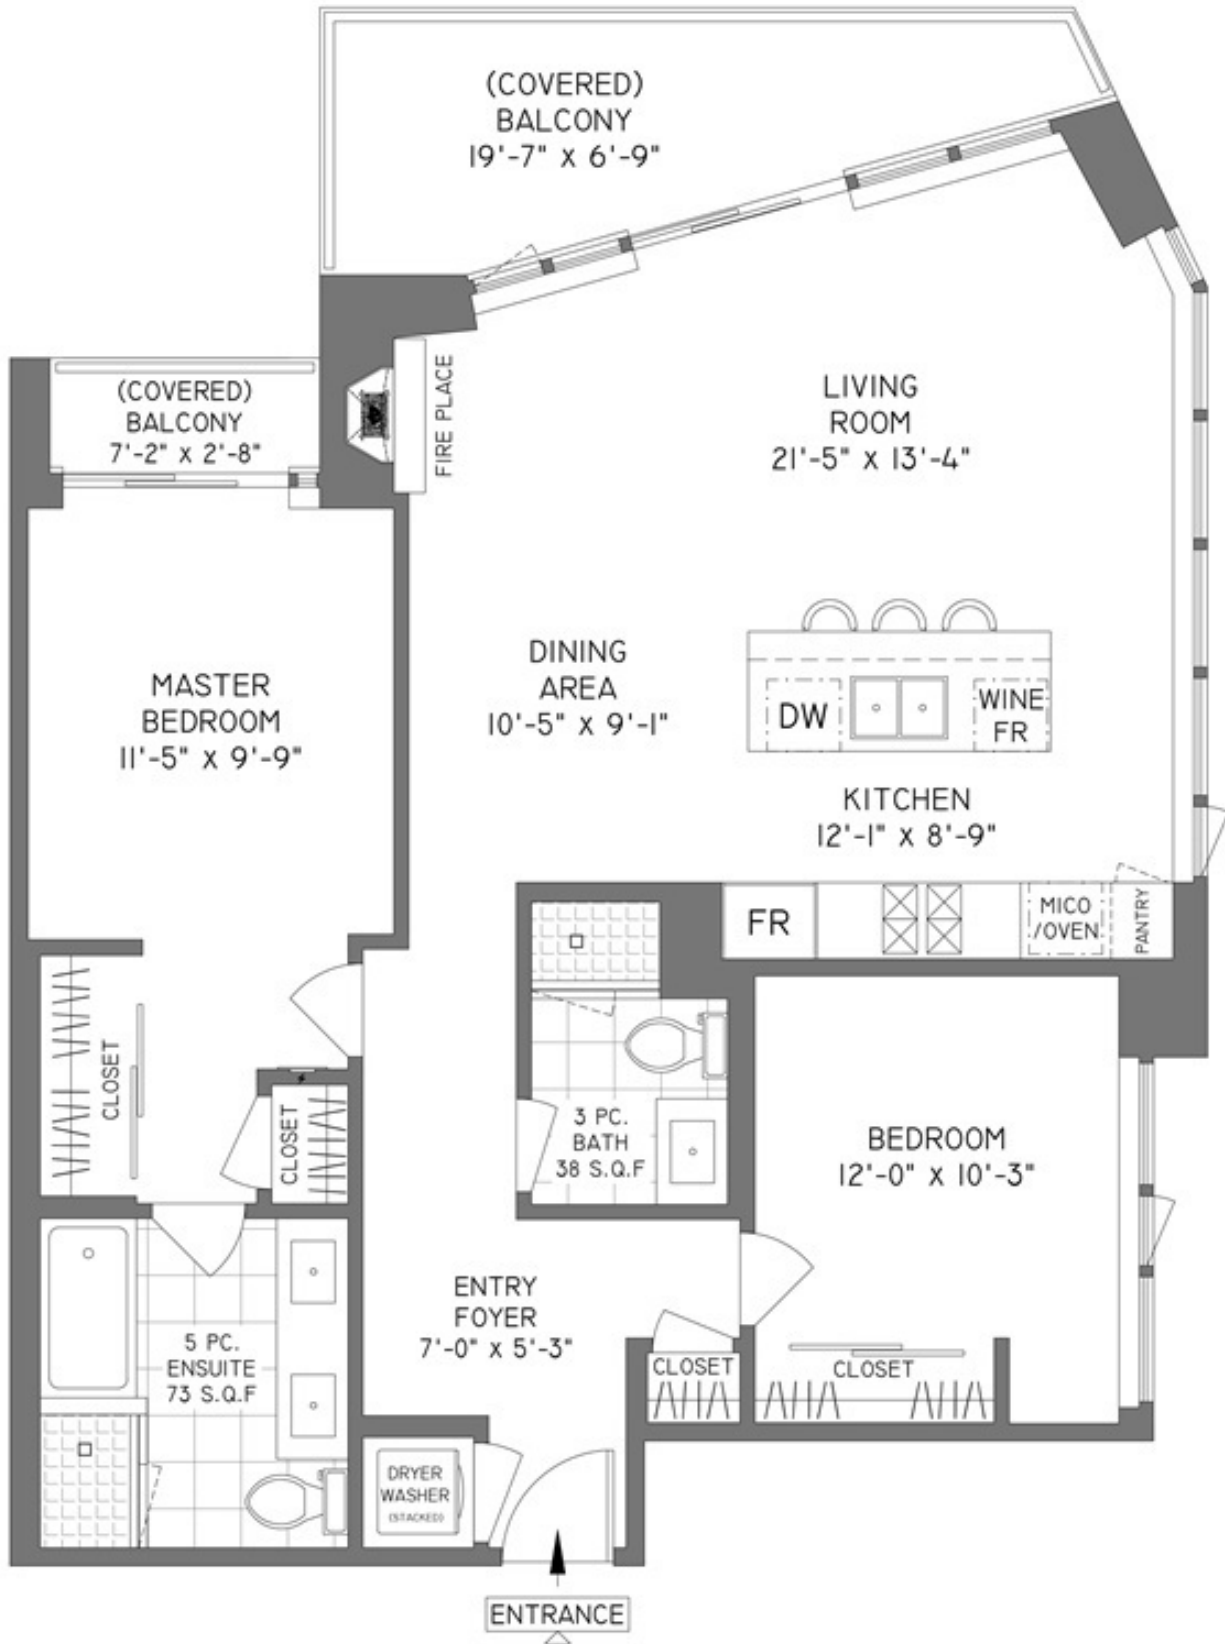 (COVERED)
BALCONY
19'-7" X 6'-9"
(COVERED)
BALCONY
7'-2" X 2'-8"
FIRE PLACE
LIVING
ROOM
21'-5" X 13'-4"
MASTER
BEDROOM
11'-5" X 9'-9"
DINING
AREA
10'-5" X 9'-1"
DW
WINE
FR
KITCHEN
12'-1" X 8'-9"
FR
MICO
/OVEN
PANTRY
CLOSET
CLOSET
3 PC.
BATH
38 S.Q.F
BEDROOM
12'-0" X 10'-3"
ENTRY
FOYER
7'-0" X 5'-3"
5 PC.
ENSUITE
73 S.Q.F
CLOSET
CLOSET
DRYER
WASHER
(STACKED)
ENTRANCE